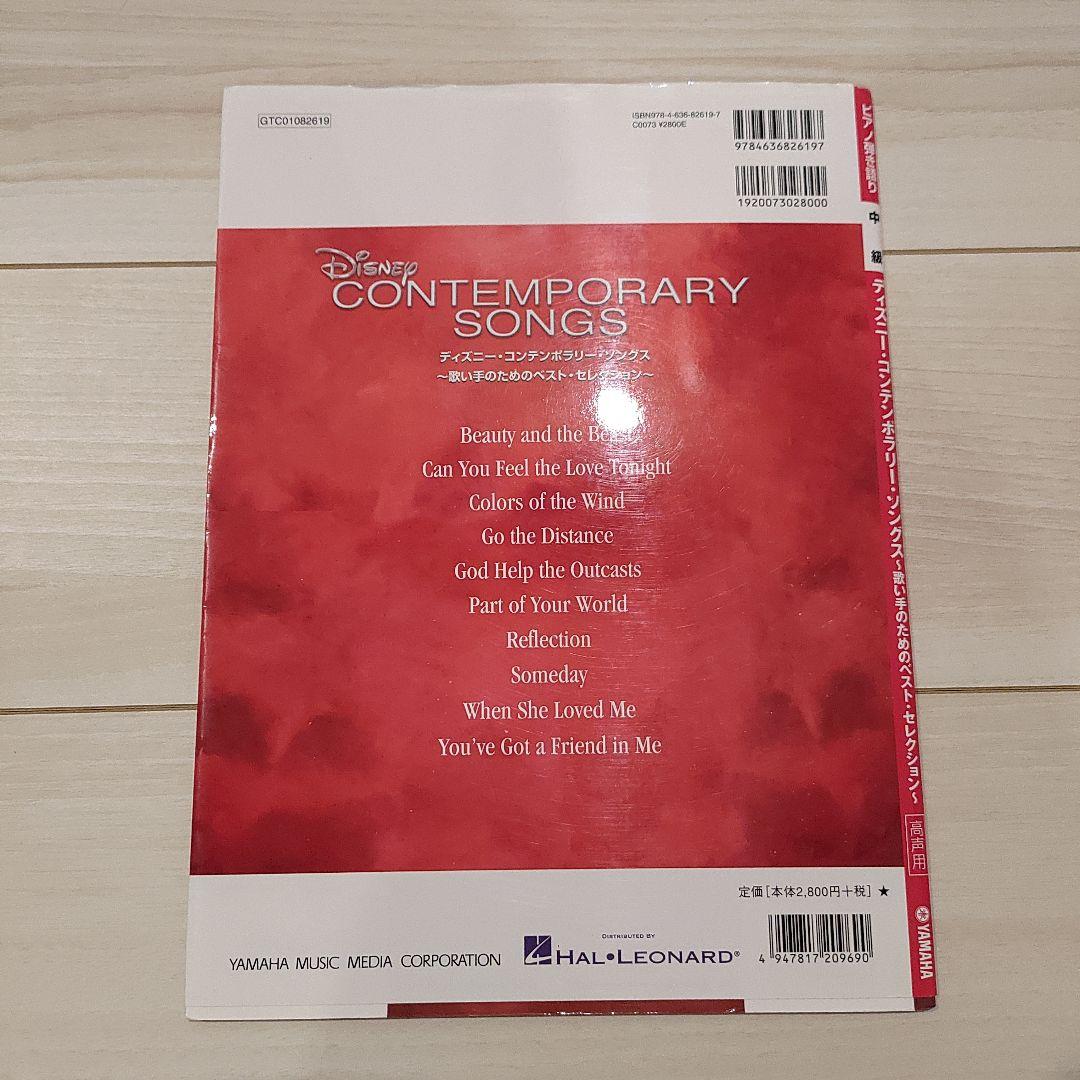 GTC01082619
ISBN978-4-636-82619-7
C0073 ¥2800E
9784636826197
1920073028000
Disney
CONTEMPORARY
SONGS
ディズニー・コンテンポラリー・ソングス
～歌い手のためのベスト・セレクション～
Beauty and the Beast
Can You Feel the Love Tonight
Colors of the Wind
Go the Distance
God Help the Outcasts
Part of Your World
Reflection
Someday
When She Loved Me
You've Got a Friend in Me
定価[本体2,800円+税] ★
YAMAHA MUSIC MEDIA CORPORATION
DISTRIBUTED BY
HAL•LEONARD®
4 947817 209690
ピアノ弾き語り
中級
ディズニー・コンテンポラリー・ソングス～歌い手のためのベスト・セレクション～
高声用
YAMAHA